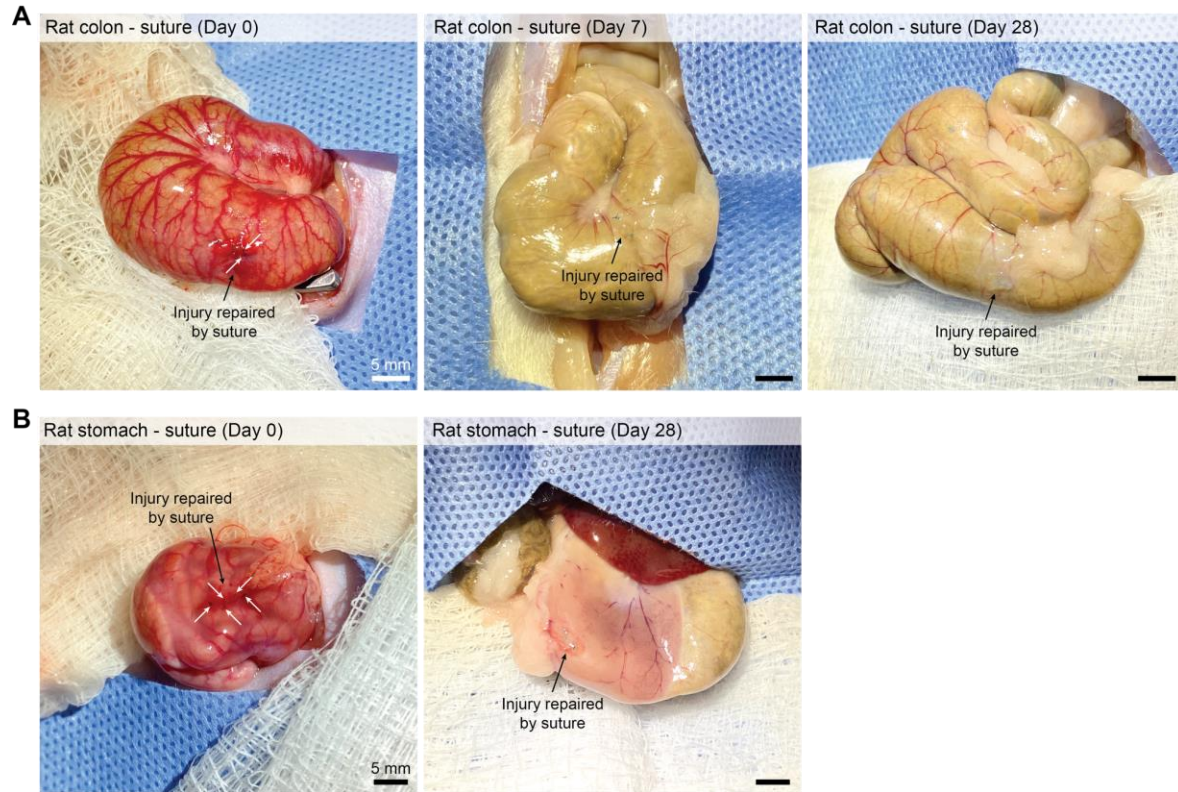 A
Rat colon - suture (Day 0)
Rat colon - suture (Day 7)
Rat colon - suture (Day 28)
Injury repaired
by suture
5 mm
Injury repaired
by suture
Injury repaired
by suture
B
Rat stomach - suture (Day 0)
Rat stomach - suture (Day 28)
Injury repaired
by suture
5 mm
Injury repaired
by suture